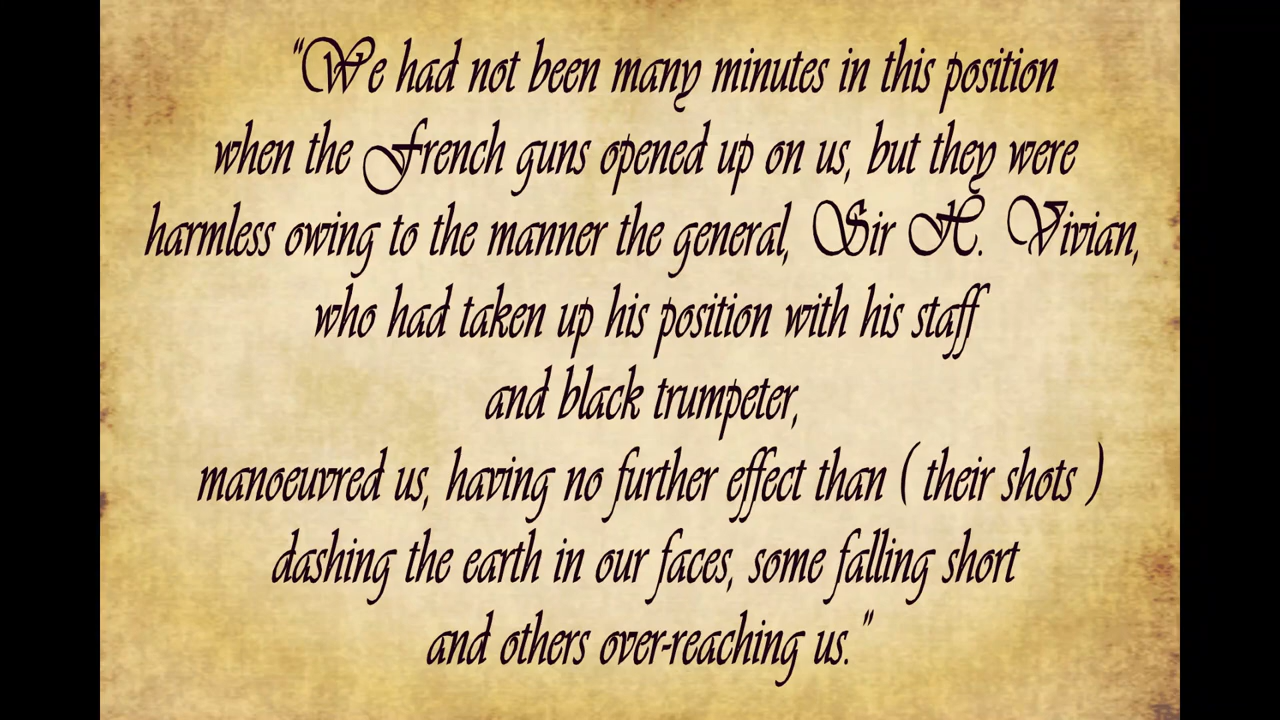 "We had not been many minutes in this position
when the French guns opened up on us, but they were
harmless owing to the manner the general, Sir H. Vivian,
who had taken up his position with his staff
and black trumpeter,
manoeuvred us, having no further effect than ( their shots )
dashing the earth in our faces, some falling short
and others over-reaching us."